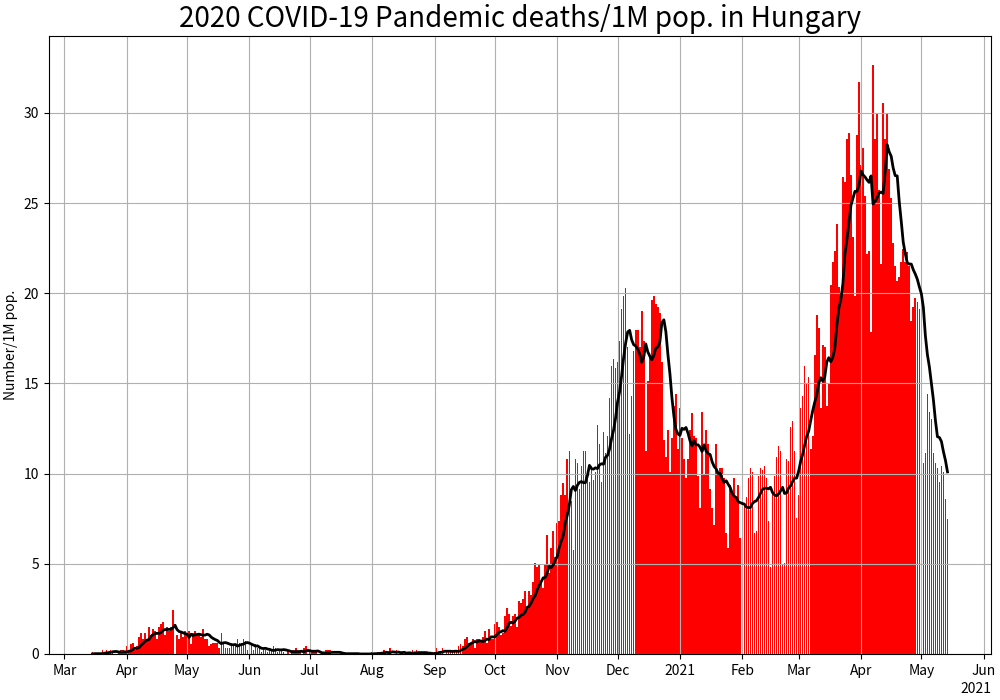 2020 COVID-19 Pandemic deaths/1M pop. in Hungary
Number/1M pop.
30
25
20
15
10
5
0
Mar Apr May Jun Jul Aug Sep Oct Nov Dec 2021 Feb Mar Apr May Jun
2021